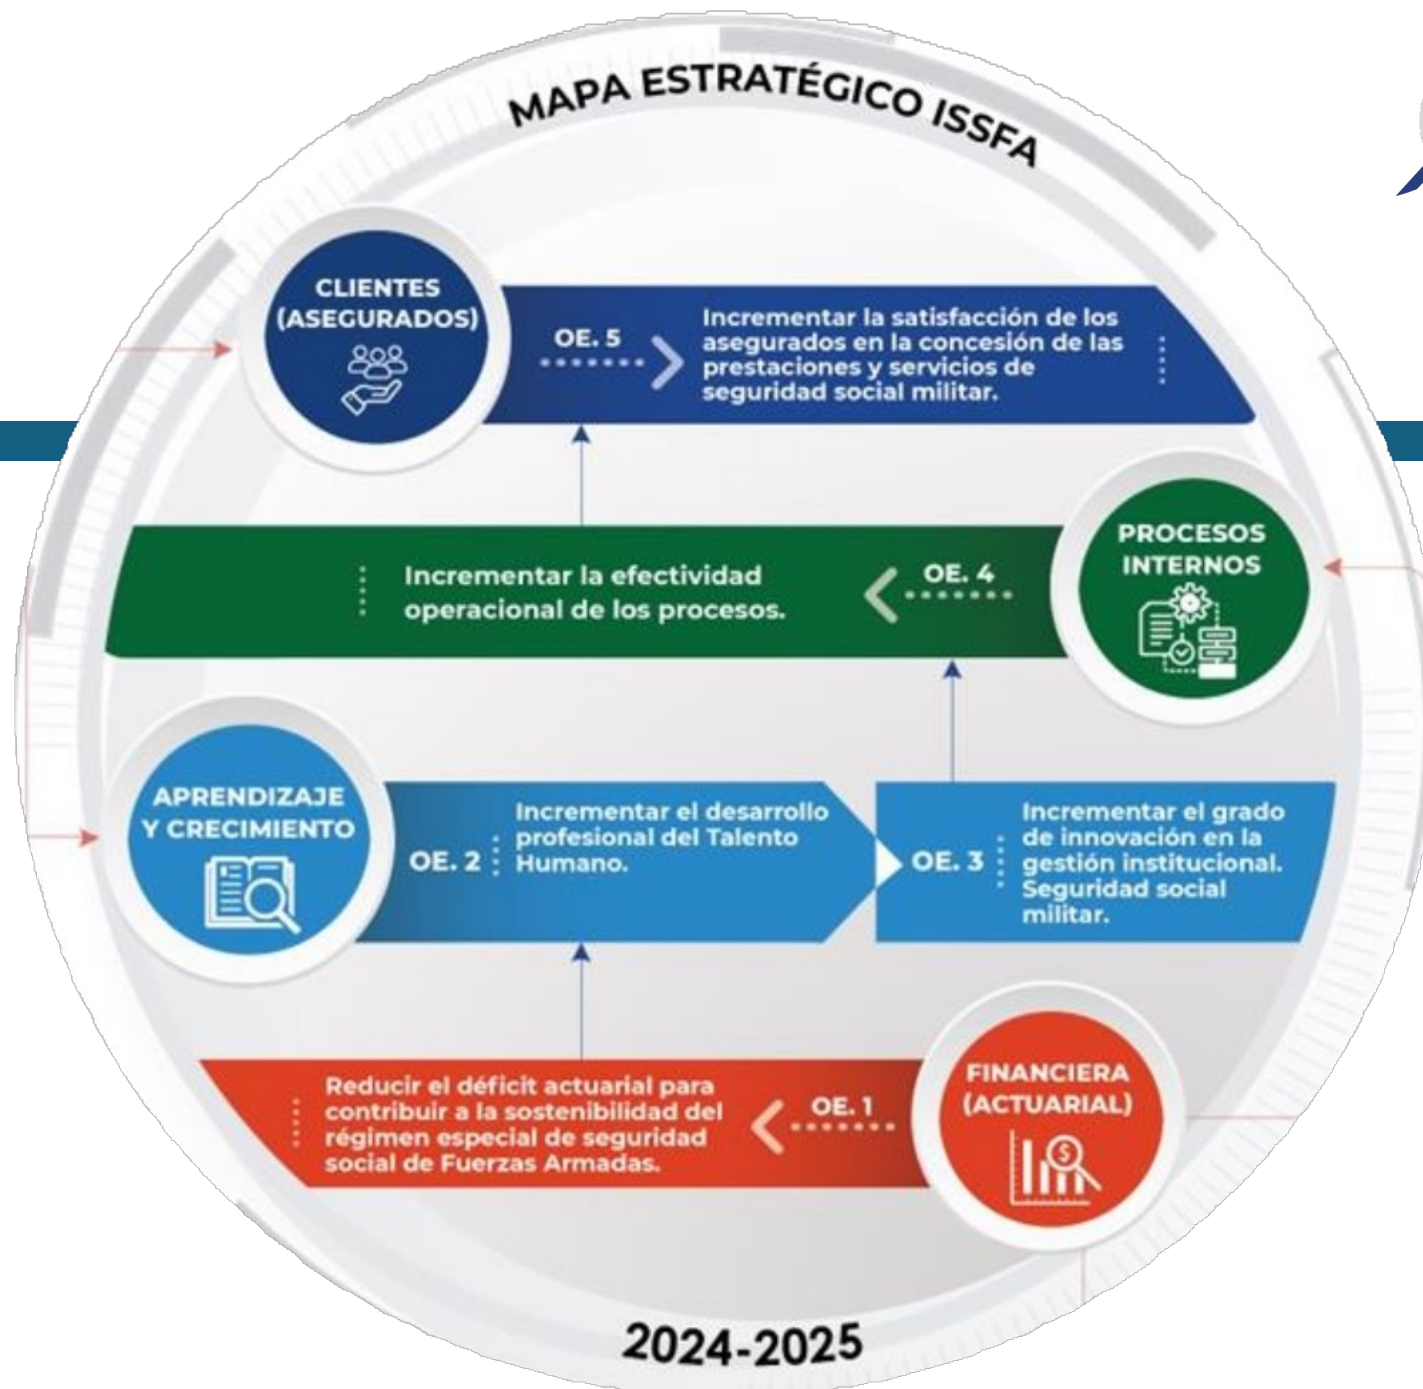 MAPA ESTRATÉGICO ISSFA
CLIENTES
(ASEGURADOS)
OE. 5
Incrementar la satisfacción de los
asegurados en la concesión de las
prestaciones y servicios de
seguridad social militar.
PROCESOS
INTERNOS
OE. 4
Incrementar la efectividad
operacional de los procesos.
APRENDIZAJE
Y CRECIMIENTO
OE. 2
Incrementar el desarrollo
profesional del Talento
Humano.
OE. 3
Incrementar el grado
de innovación en la
gestión institucional.
Seguridad social
militar.
FINANCIERA
(ACTUARIAL)
OE. 1
Reducir el déficit actuarial para
contribuir a la sostenibilidad del
régimen especial de seguridad
social de Fuerzas Armadas.
2024-2025